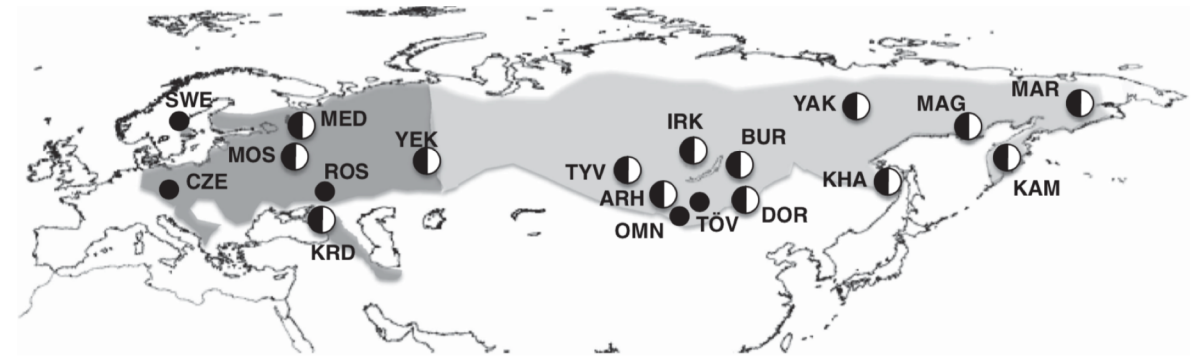 SWE
MED
MOS
YEK
CZE
ROS
KRD
TYV
IRK
BUR
ARH
OMN
TÖV
DOR
YAK
MAG
MAR
KHA
KAM